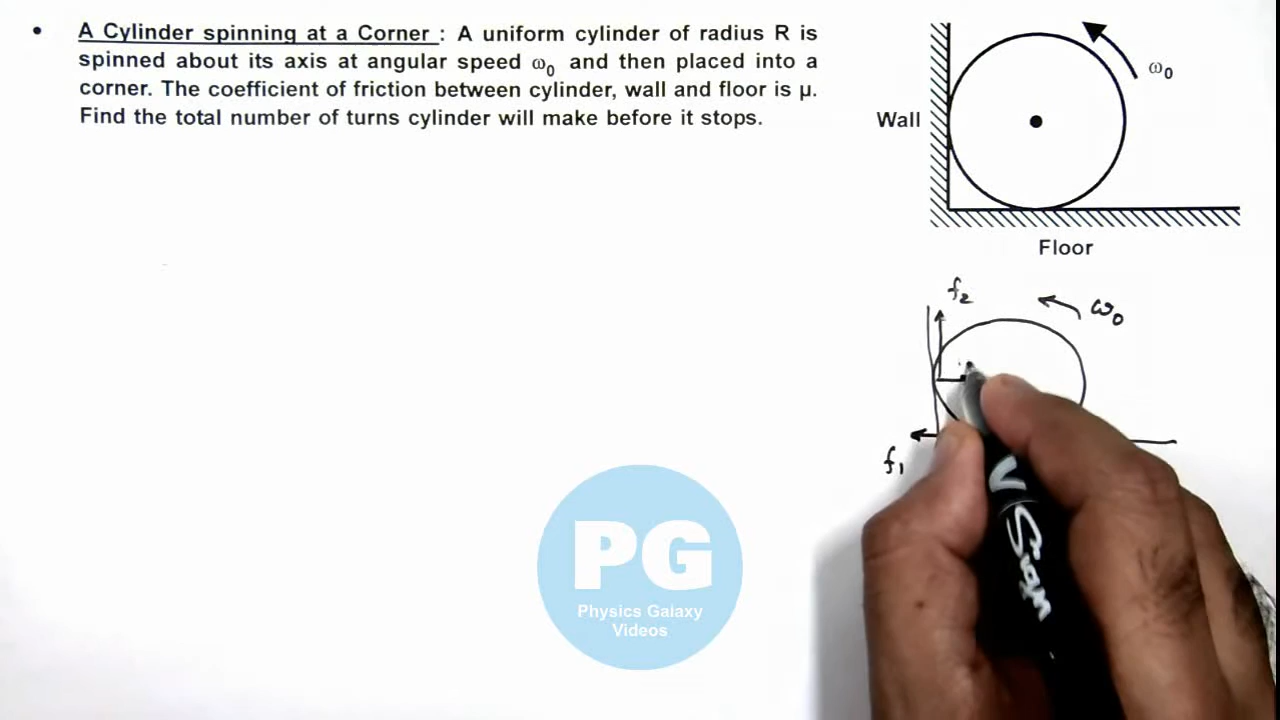 • A Cylinder spinning at a Corner : A uniform cylinder of radius R is
spinned about its axis at angular speed ω₀ and then placed into a
corner. The coefficient of friction between cylinder, wall and floor is μ.
Find the total number of turns cylinder will make before it stops.
ω₀
Wall
Floor
f₂
ω₀
f₁
PG
Physics Galaxy
Videos